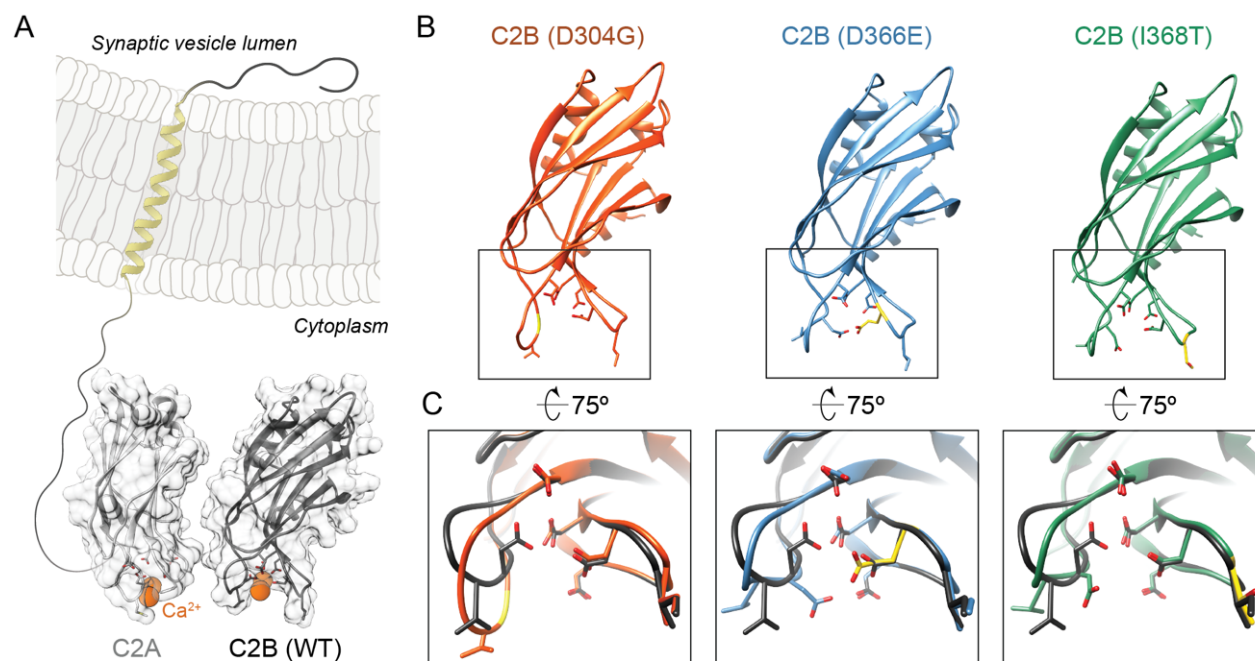 A
Synaptic vesicle lumen
Cytoplasm
Ca²⁺
C2A
C2B (WT)
B
C2B (D304G)
C2B (D366E)
C2B (I368T)
75º
75º
75º
C